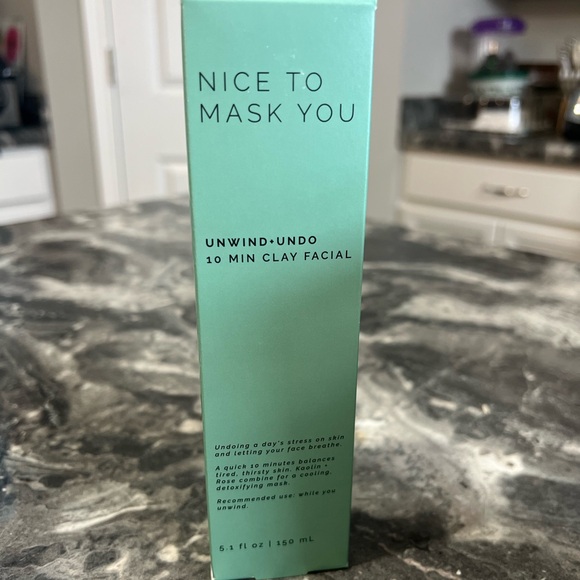 NICE TO
MASK YOU
UNWIND+UNDO
10 MIN CLAY FACIAL
Undoing a day's stress on skin
and letting your face breathe.
A quick 10 minutes balances
tired, thirsty skin. Kaolin +
Rose combine for a cooling,
detoxifying mask.
Recommended use: while you
unwind.
5.1 fl oz | 150 mL